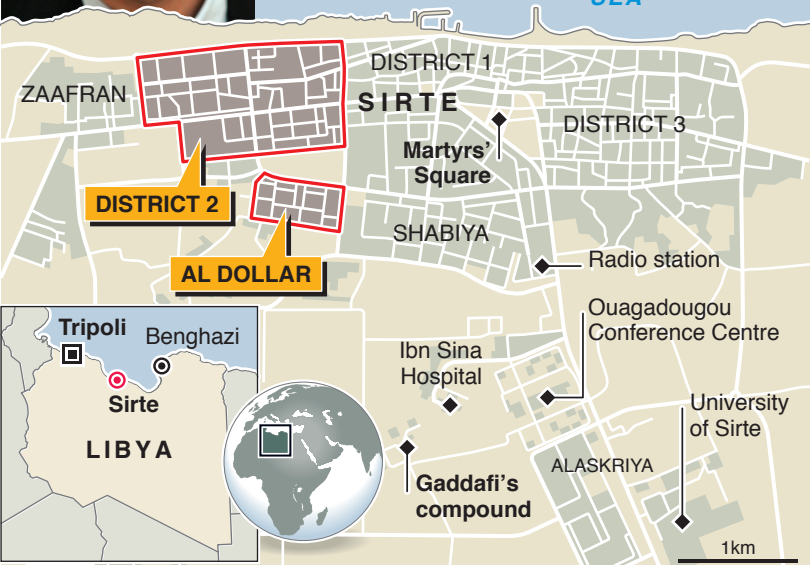 SEA
DISTRICT 1
ZAAFRAN
SIRTE
DISTRICT 3
Martyrs'
Square
DISTRICT 2
SHABIYA
AL DOLLAR
Radio station
Ouagadougou
Conference Centre
Tripoli
Benghazi
Sirte
LIBYA
Ibn Sina
Hospital
University
of Sirte
ALASKRIYA
Gaddafi's
compound
1km